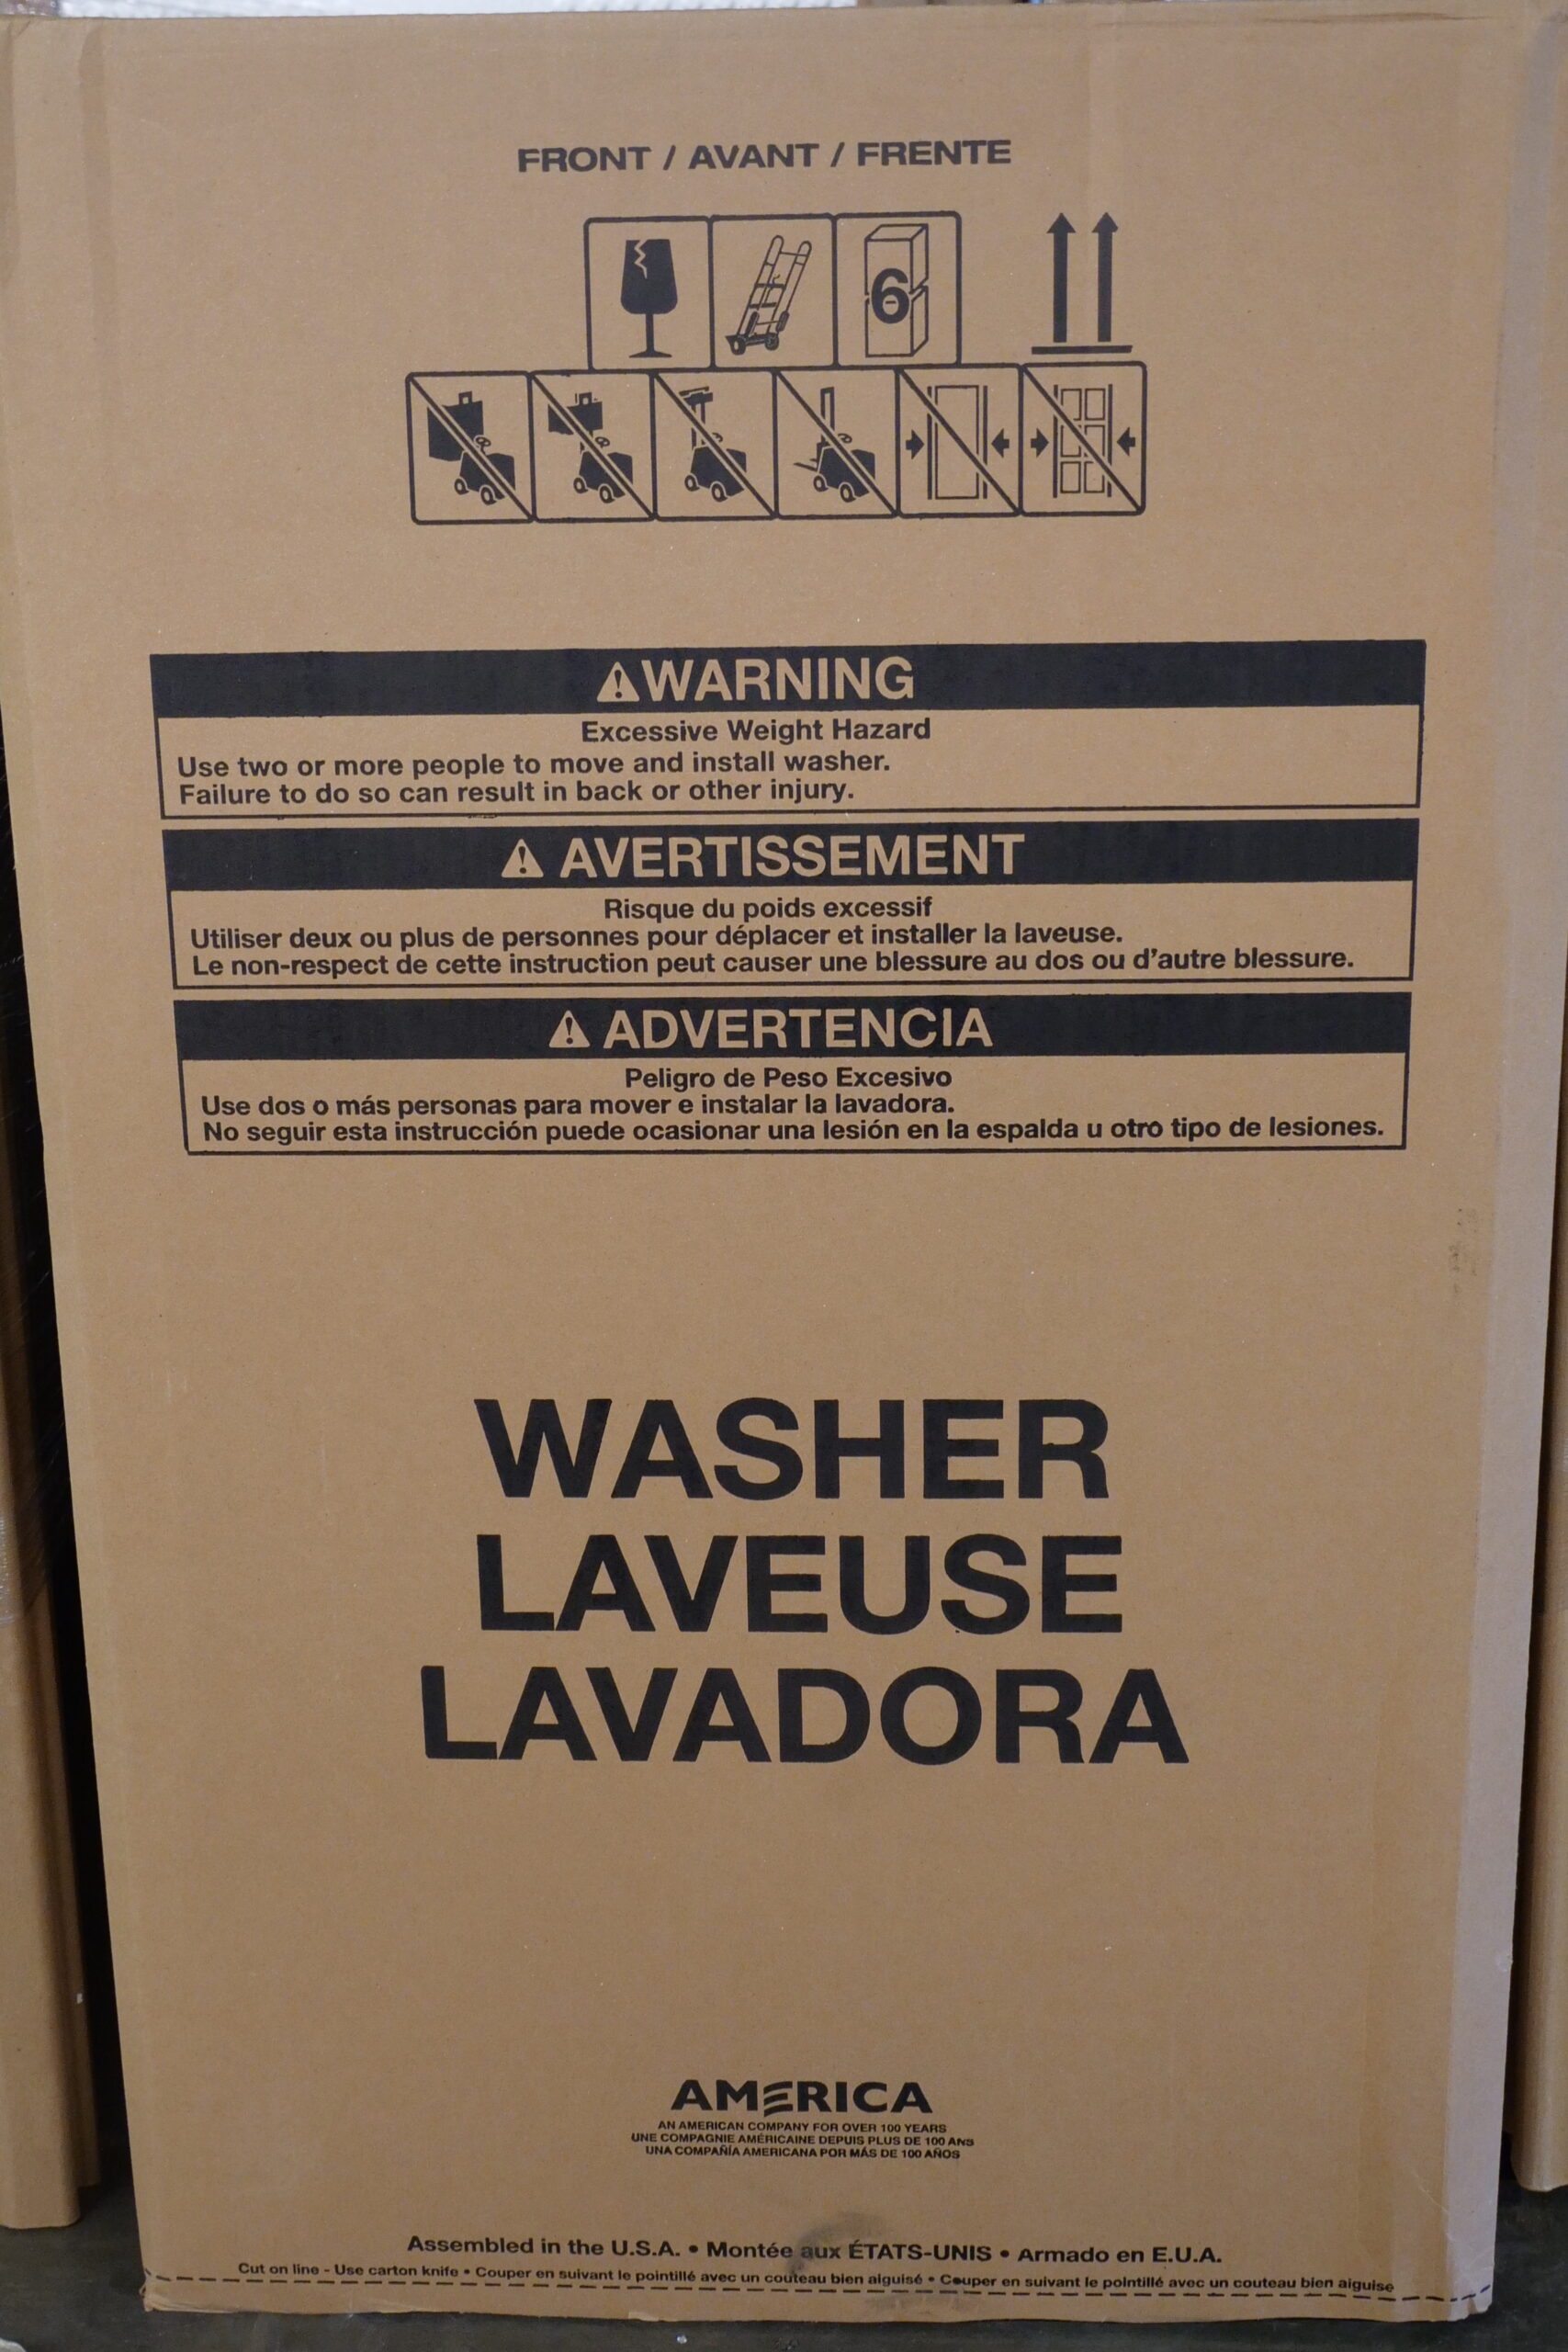 FRONT / AVANT / FRENTE
6
WARNING
Excessive Weight Hazard
Use two or more people to move and install washer.
Failure to do so can result in back or other injury.
AVERTISSEMENT
Risque du poids excessif
Utiliser deux ou plus de personnes pour déplacer et installer la laveuse.
Le non-respect de cette instruction peut causer une blessure au dos ou d'autre blessure.
ADVERTENCIA
Peligro de Peso Excesivo
Use dos o más personas para mover e instalar la lavadora.
No seguir esta instrucción puede ocasionar una lesión en la espalda u otro tipo de lesiones.
WASHER
LAVEUSE
LAVADORA
AMERICA
AN AMERICAN COMPANY FOR OVER 100 YEARS
UNE COMPAGNIE AMÉRICAINE DEPUIS PLUS DE 100 ANS
UNA COMPAÑÍA AMERICANA POR MÁS DE 100 AÑOS
Assembled in the U.S.A. • Montée aux ÉTATS-UNIS • Armado en E.U.A.
Cut on line - Use carton knife • Couper en suivant le pointillé avec un couteau bien aiguisé • Couper en suivant le pointillé avec un couteau bien aiguise